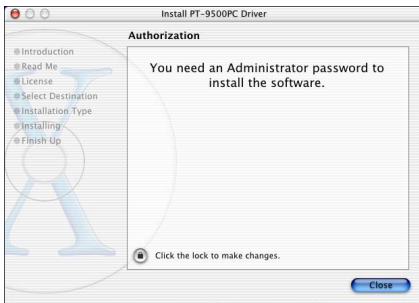 Install PT-9500PC Driver
Authorization
Introduction
Read Me
License
Select Destination
Installation Type
Installing
Finish Up
You need an Administrator password to
install the software.
Click the lock to make changes.
Close